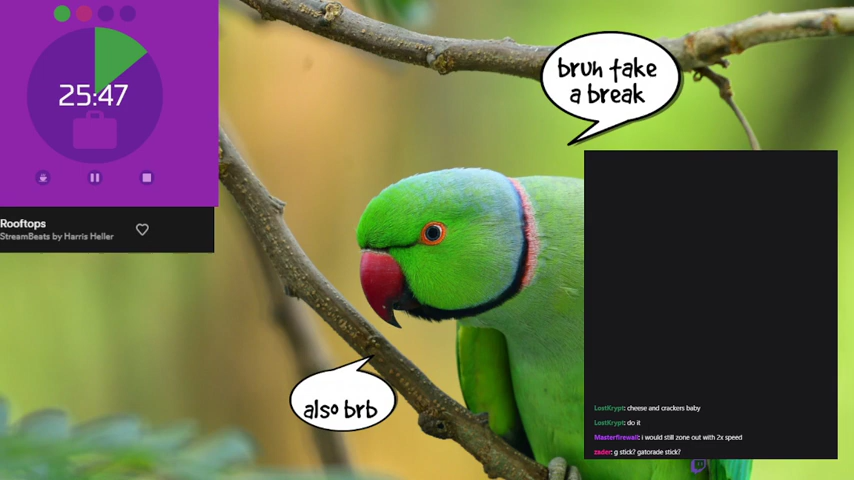 25:47
Rooftops
StreamBeats by Harris Heller
bruh take
a break
also brb
LostKrypt: cheese and crackers baby
LostKrypt: do it
Masterfirewall: i would still zone out with 2x speed
zader: g stick? gatorade stick?